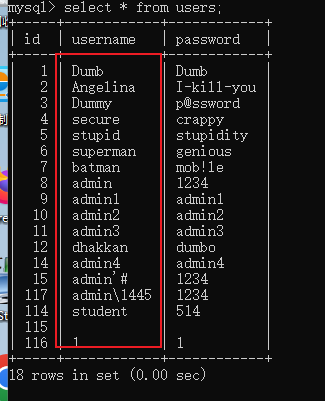 mysql> select * from users;
+-----+------------+------------+
| id | username | password |
+-----+------------+------------+
| 1 | Dumb | Dumb |
| 2 | Angelina | I-kill-you |
| 3 | Dummy | p@ssword |
| 4 | secure | crappy |
| 5 | stupid | stupidity |
| 6 | superman | genious |
| 7 | batman | mob!le |
| 8 | admin | 1234 |
| 9 | admin1 | admin1 |
| 10 | admin2 | admin2 |
| 11 | admin3 | admin3 |
| 12 | dhakkan | dumbo |
| 14 | admin4 | admin4 |
| 15 | admin'# | 1234 |
| 117 | admin\1445 | 1234 |
| 114 | student | 514 |
| 115 | | |
| 116 | 1 | 1 |
+-----+------------+------------+
18 rows in set (0.00 sec)